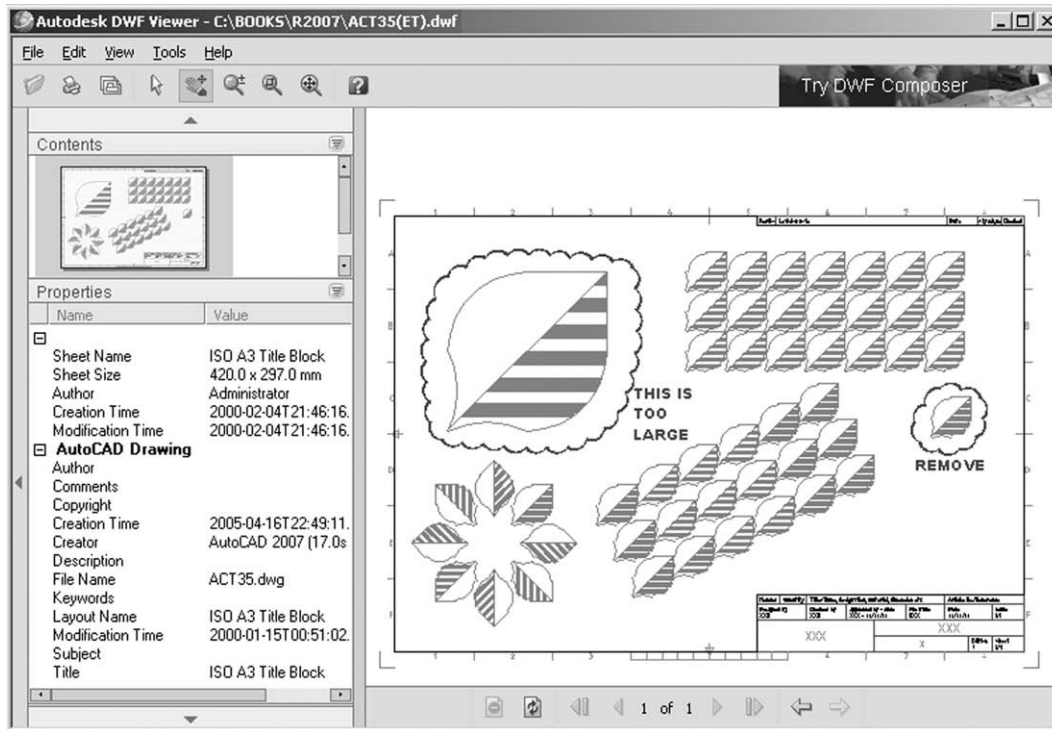 Autodesk DWF Viewer - C:\BOOKS\R2007\ACT35(ET).dwf
File Edit View Tools Help
Try DWF Composer
Contents
Properties
Name Value
Sheet Name ISO A3 Title Block
Sheet Size 420.0 x 297.0 mm
Author Administrator
Creation Time 2000-02-04T21:46:16.
Modification Time 2000-02-04T21:46:16.
AutoCAD Drawing
Author
Comments
Copyright
Creation Time 2005-04-16T22:49:11.
Creator AutoCAD 2007 (17.0s
Description
File Name ACT35.dwg
Keywords
Layout Name ISO A3 Title Block
Modification Time 2000-01-15T00:51:02.
Subject
Title ISO A3 Title Block
THIS IS
TOO
LARGE
REMOVE
XXX
XXX
X
1 of 1